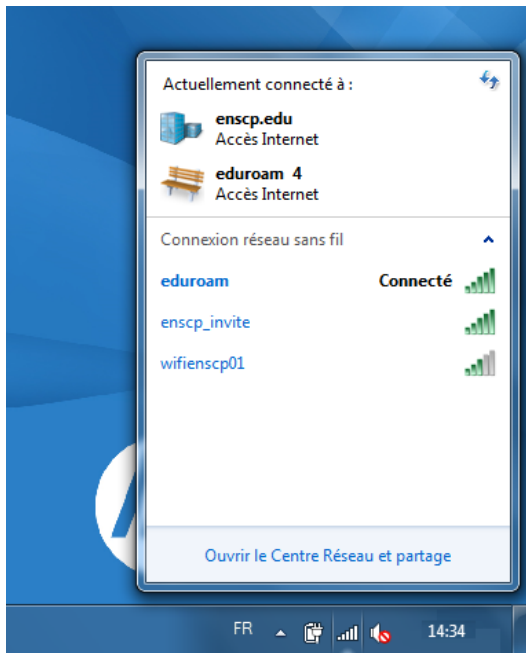 Actuellement connecté à :
enscp.edu
Accès Internet
eduroam 4
Accès Internet
Connexion réseau sans fil
eduroam Connecté
enscp_invite
wifienscp01
Ouvrir le Centre Réseau et partage
FR 14:34